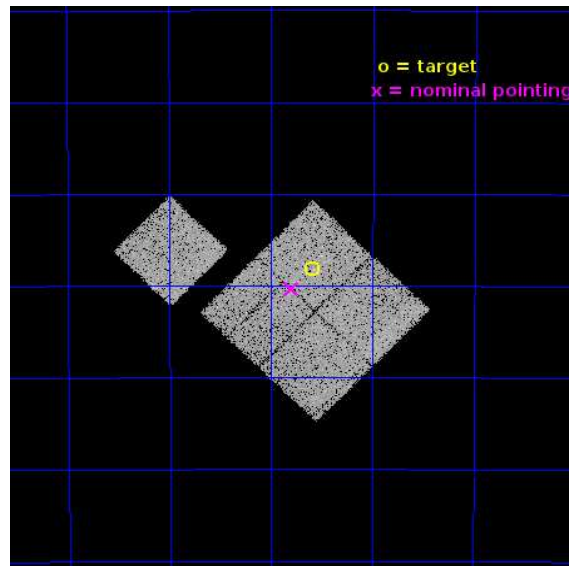 o = target
x = nominal pointing